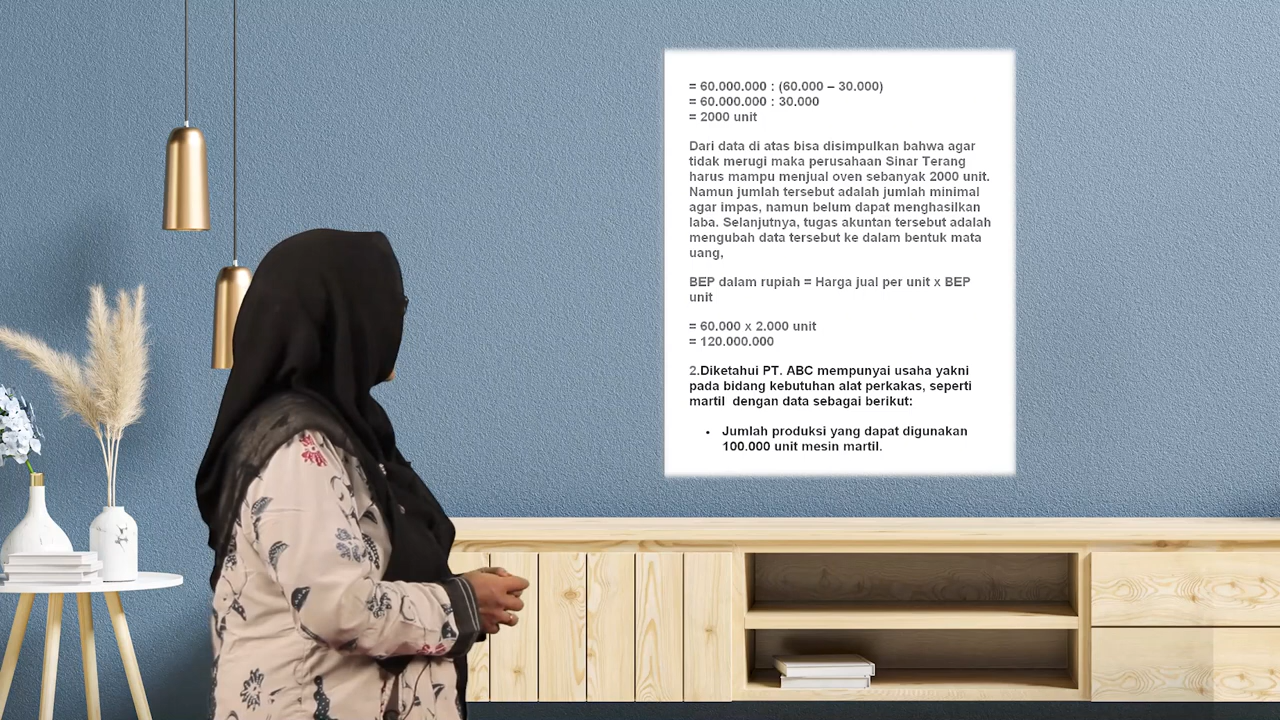 = 60.000.000 : (60.000 – 30.000)
= 60.000.000 : 30.000
= 2000 unit
Dari data di atas bisa disimpulkan bahwa agar
tidak merugi maka perusahaan Sinar Terang
harus mampu menjual oven sebanyak 2000 unit.
Namun jumlah tersebut adalah jumlah minimal
agar impas, namun belum dapat menghasilkan
laba. Selanjutnya, tugas akuntan tersebut adalah
mengubah data tersebut ke dalam bentuk mata
uang,
BEP dalam rupiah = Harga jual per unit x BEP
unit
= 60.000 x 2.000 unit
= 120.000.000
2.Diketahui PT. ABC mempunyai usaha yakni
pada bidang kebutuhan alat perkakas, seperti
martil  dengan data sebagai berikut:
• Jumlah produksi yang dapat digunakan
100.000 unit mesin martil.